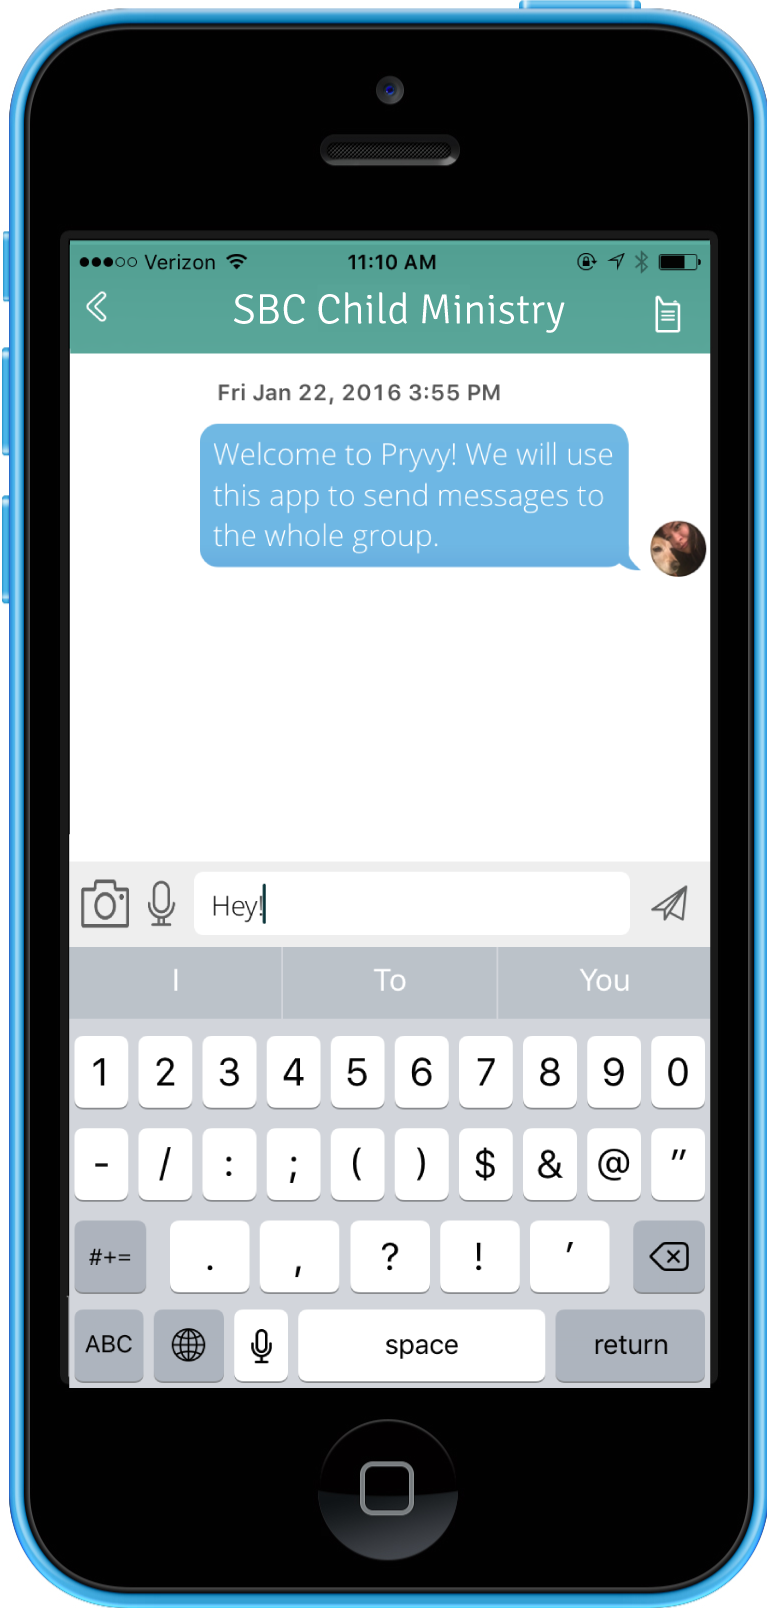 Verizon 11:10 AM
SBC Child Ministry
Fri Jan 22, 2016 3:55 PM
Welcome to Pryvy! We will use
this app to send messages to
the whole group.
Hey!
I To You
1 2 3 4 5 6 7 8 9 0
- / : ; ( ) $ & @ "
#+= . , ? ! '
ABC space return